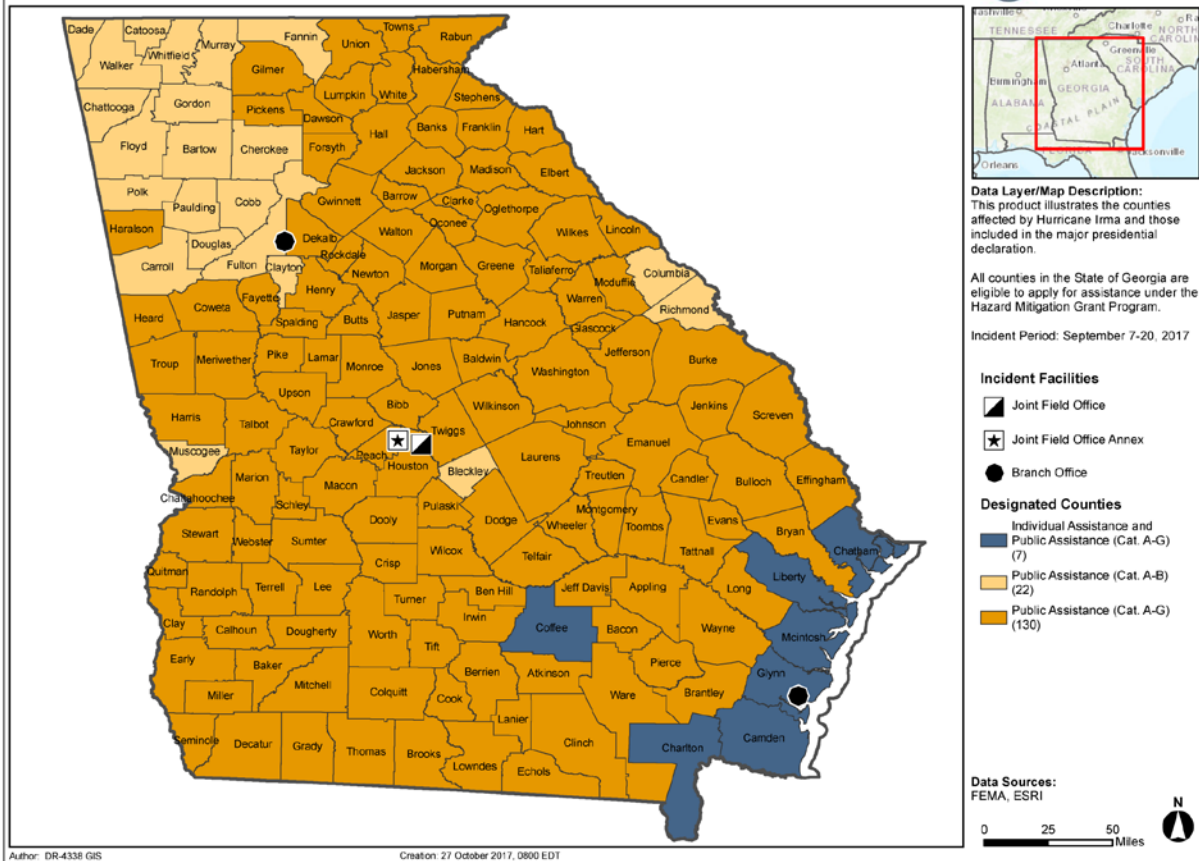 Dade
Catoosa
Fannin
Towns
Rabun
Union
Murray
Whitfield
Walker
Gilmer
Habersham
Lumpkin
White
Stephens
Chattooga
Gordon
Pickens
Dawson
Banks
Franklin
Hart
Hall
Floyd
Bartow
Cherokee
Forsyth
Jackson
Madison
Elbert
Polk
Cobb
Gwinnett
Barrow
Clarke
Paulding
Oconee
Oglethorpe
Haralson
Douglas
Dekalb
Walton
Wilkes
Lincoln
Rockdale
Carroll
Fulton
Clayton
Newton
Morgan
Greene
Taliaferro
Columbia
Mcduffie
Henry
Fayette
Coweta
Warren
Richmond
Heard
Spalding
Butts
Jasper
Putnam
Hancock
Glascock
Troup
Meriwether
Pike
Lamar
Monroe
Jones
Baldwin
Jefferson
Burke
Washington
Upson
Harris
Talbot
Bibb
Wilkinson
Jenkins
Screven
Crawford
Twiggs
Johnson
Emanuel
Muscogee
Taylor
Peach
Houston
Bleckley
Laurens
Marion
Macon
Treutlen
Candler
Bulloch
Effingham
Chattahoochee
Schley
Pulaski
Dodge
Montgomery
Dooly
Wheeler
Toombs
Evans
Bryan
Stewart
Webster
Sumter
Wilcox
Telfair
Tattnall
Chatham
Quitman
Crisp
Liberty
Randolph
Terrell
Lee
Turner
Ben Hill
Jeff Davis
Appling
Long
Irwin
Clay
Calhoun
Dougherty
Worth
Tift
Coffee
Bacon
Wayne
Mcintosh
Early
Baker
Mitchell
Berrien
Atkinson
Pierce
Glynn
Miller
Colquitt
Cook
Ware
Brantley
Lanier
Seminole
Decatur
Grady
Thomas
Brooks
Lowndes
Echols
Clinch
Charlton
Camden
Nashville
Charlotte
TENNESSEE
NORTH
CAROLIN
Greenville
Atlanta
SOUTH
CAROLINA
Birmingham
GEORGIA
ALABAMA
COASTAL PLAIN
FLORIDA
Jacksonville
Orleans
Data Layer/Map Description:
This product illustrates the counties
affected by Hurricane Irma and those
included in the major presidential
declaration.
All counties in the State of Georgia are
eligible to apply for assistance under the
Hazard Mitigation Grant Program.
Incident Period: September 7-20, 2017
Incident Facilities
Joint Field Office
Joint Field Office Annex
Branch Office
Designated Counties
Individual Assistance and
Public Assistance (Cat. A-G)
(7)
Public Assistance (Cat. A-B)
(22)
Public Assistance (Cat. A-G)
(130)
Data Sources:
FEMA, ESRI
N
0 25 50
Miles
Author: DR-4338 GIS
Creation: 27 October 2017, 0800 EDT